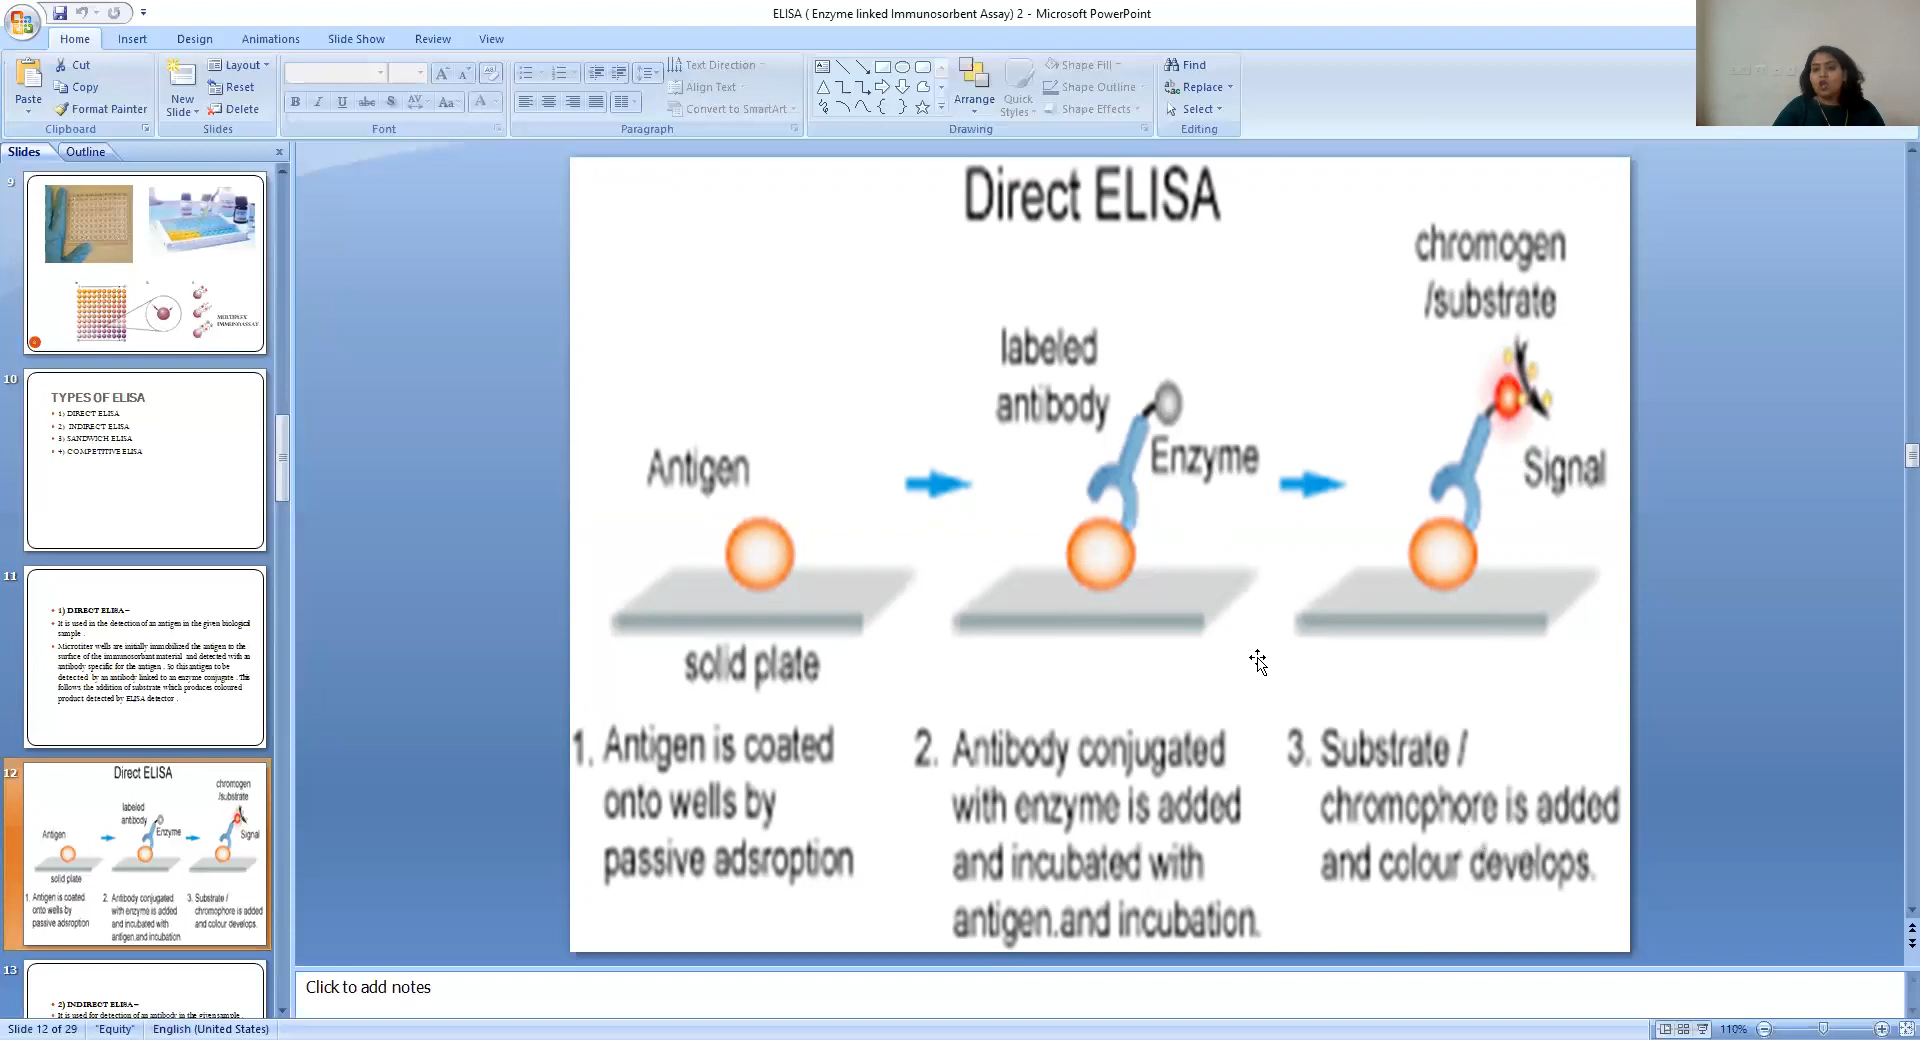 ELISA ( Enzyme linked Immunosorbent Assay) 2 - Microsoft PowerPoint
Home Insert Design Animations Slide Show Review View
Paste
Cut
Copy
Format Painter
Clipboard
New
Slide
Layout
Reset
Delete
Slides
Font
Text Direction
Align Text
Convert to SmartArt
Paragraph
Arrange
Quick
Styles
Shape Fill
Shape Outline
Shape Effects
Drawing
Find
Replace
Select
Editing
Slides Outline
9
MULTIPLEX
IMMUNOASSAY
10
TYPES OF ELISA
1) DIRECT ELISA
2) INDIRECT ELISA
3) SANDWICH ELISA
4) COMPETITIVE ELISA
11
1) DIRECT ELISA–
It is used in the detection of an antigen in the given biological
sample .
Microtiter wells are initially immobilized the antigen to the
surface of the immunosorbant material and detected with an
antibody specific for the antigen . So this antigen to be
detected by an antibody linked to an enzyme conjugate . This
follows the addition of substrate which produces coloured
product detected by ELISA detector .
12
Direct ELISA
chromogen
/substrate
labeled
antibody
Enzyme
Antigen
Signal
solid plate
1. Antigen is coated
onto wells by
passive adsroption
2. Antibody conjugated
with enzyme is added
and incubated with
antigen.and incubation
3. Substrate /
chromophore is added
and colour develops.
13
2) INDIRECT ELISA–
It is used for detection of an antibody in the given sample .
Direct ELISA
chromogen
/substrate
labeled
antibody
Enzyme
Antigen
Signal
solid plate
1. Antigen is coated
onto wells by
passive adsroption
2. Antibody conjugated
with enzyme is added
and incubated with
antigen.and incubation.
3. Substrate /
chromophore is added
and colour develops.
Click to add notes
Slide 12 of 29 "Equity" English (United States) 110%